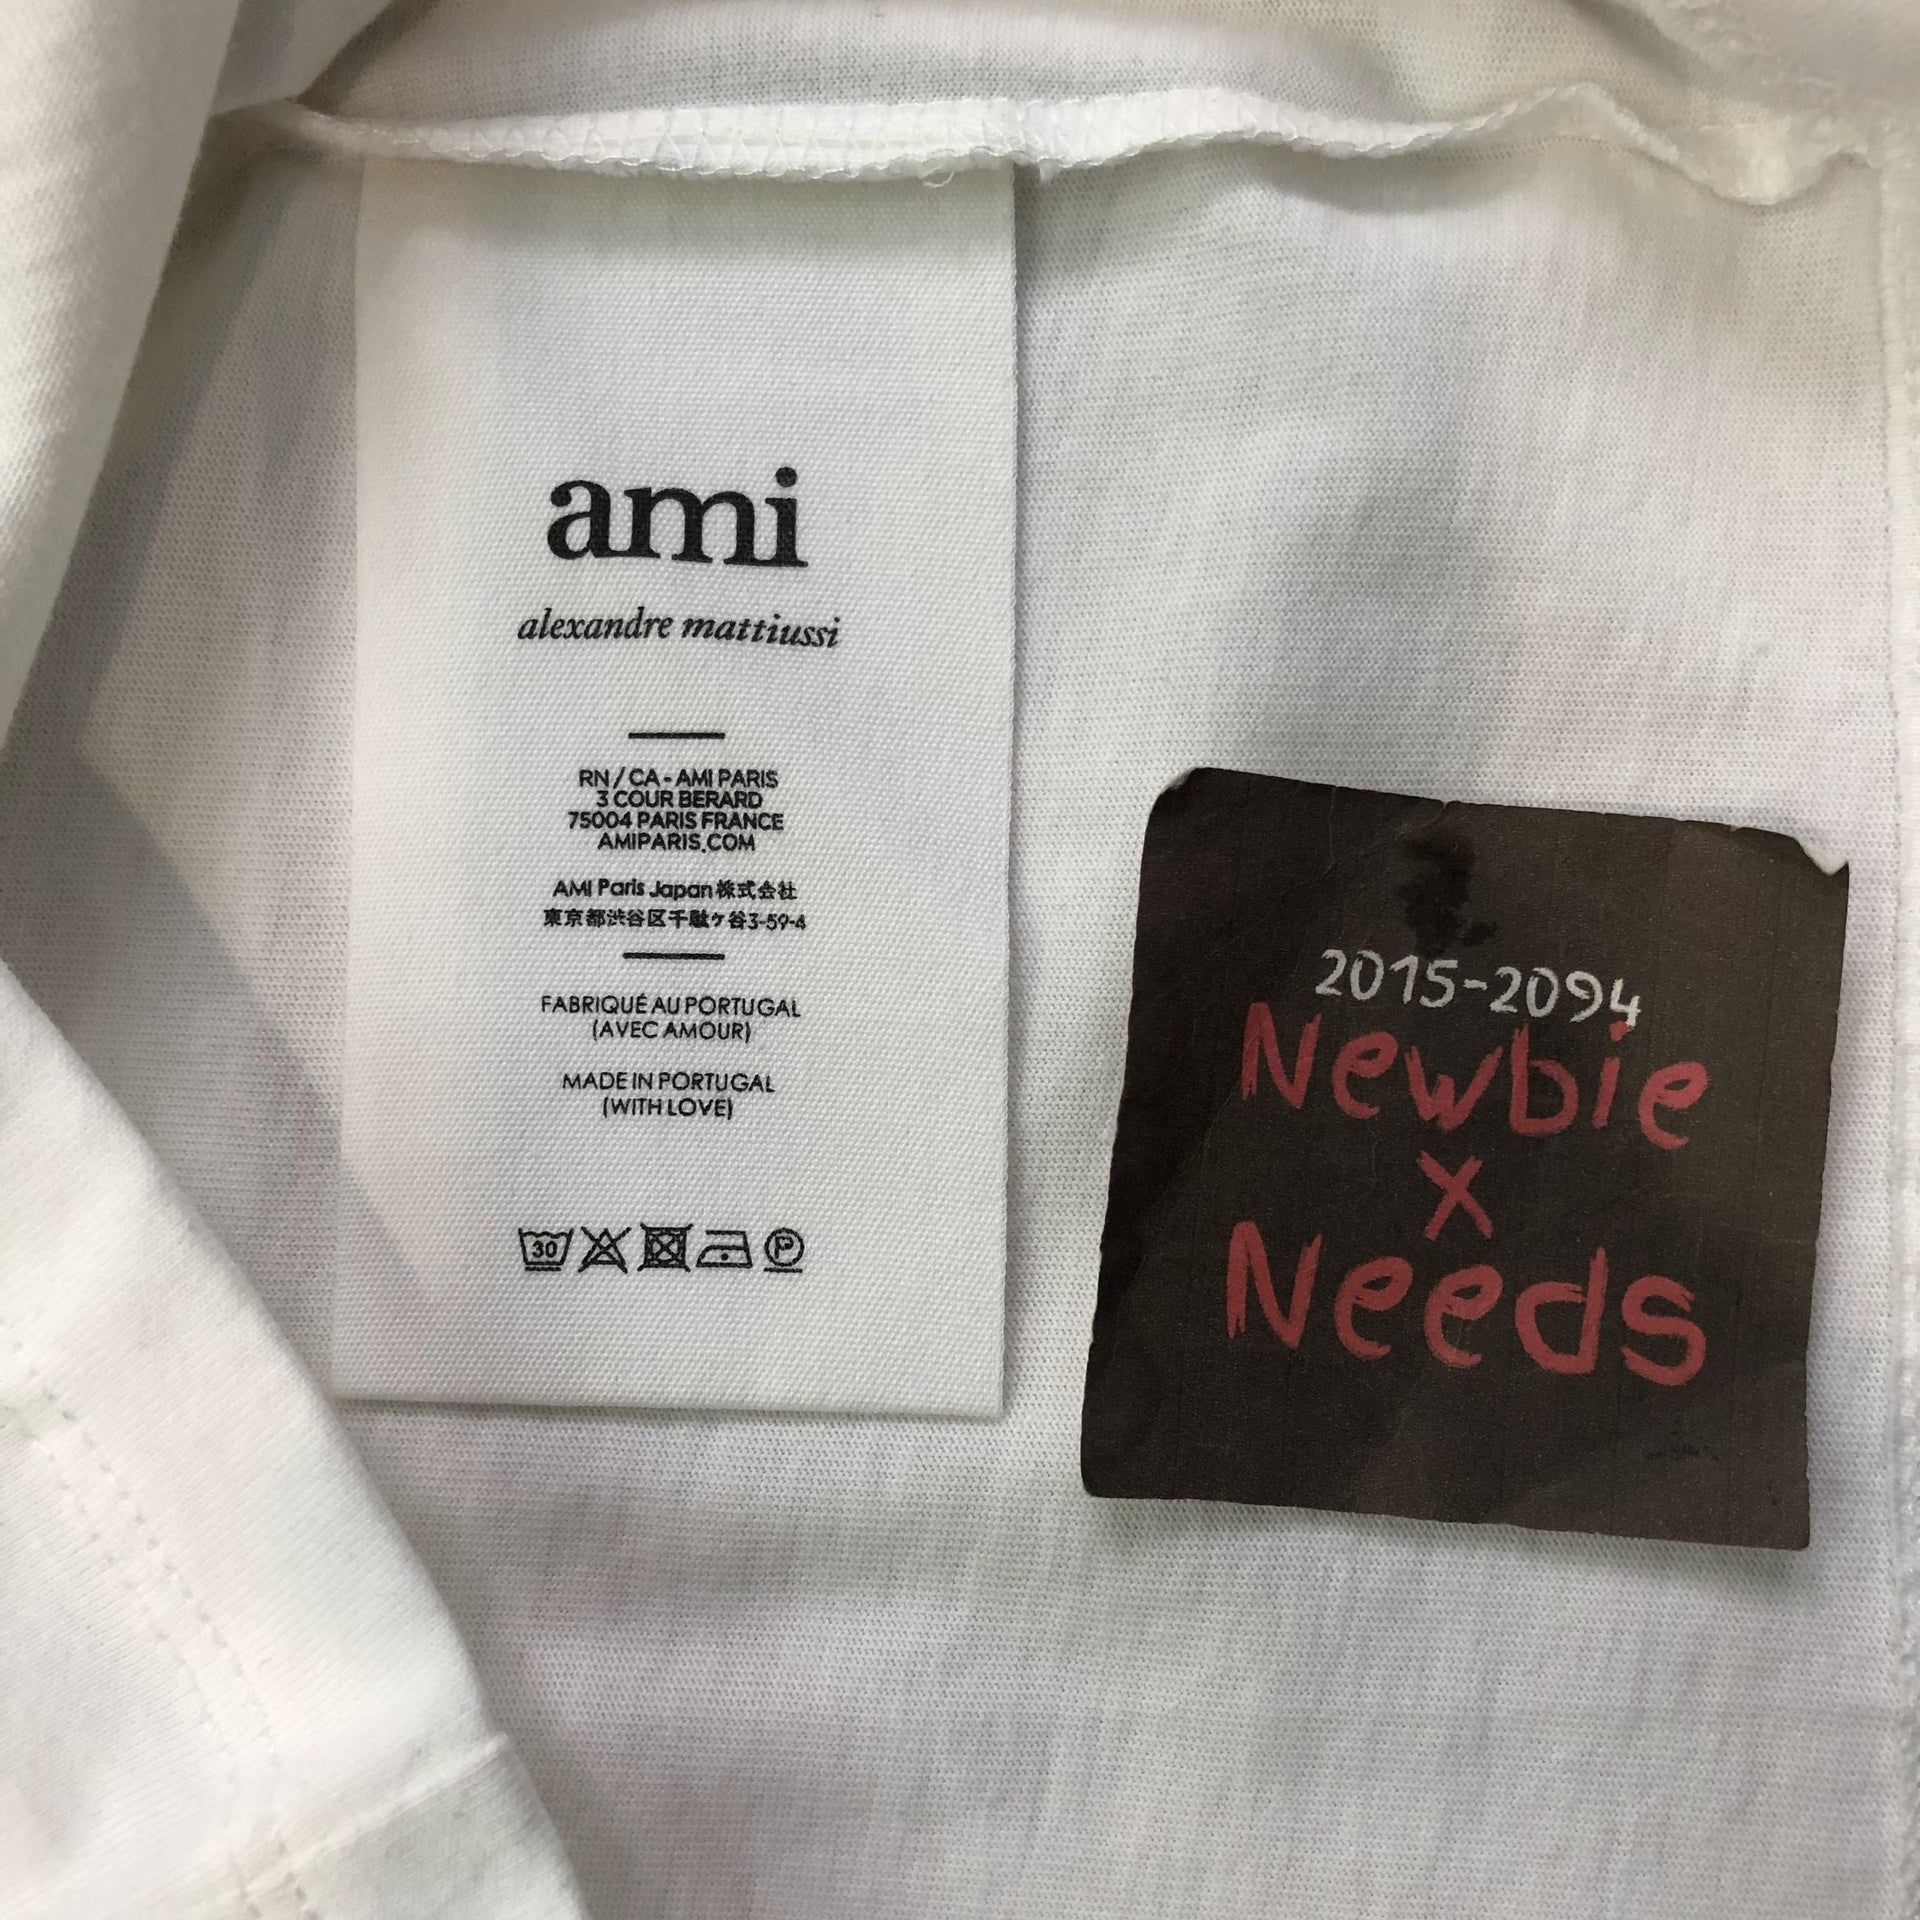 ami
alexandre mattiussi
RN / CA - AMI PARIS
3 COUR BERARD
75004 PARIS FRANCE
AMIPARIS.COM
AMI Paris Japan株式会社
東京都渋谷区千駄ヶ谷3-59-4
FABRIQUÉ AU PORTUGAL
(AVEC AMOUR)
MADE IN PORTUGAL
(WITH LOVE)
30 P
2015-2094
Newbie
x
Needs